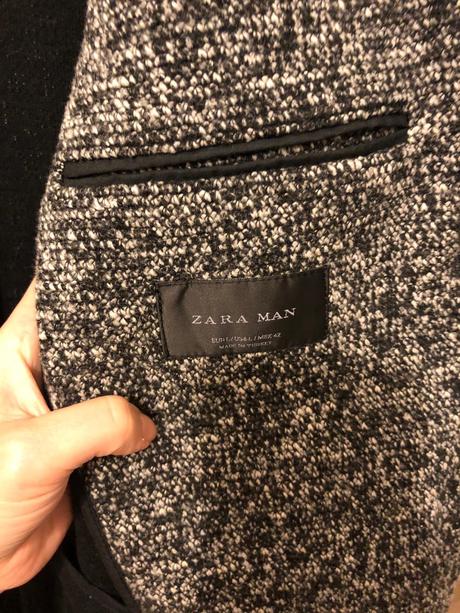 ZARA MAN
EUR L / USA L / MEX 42
MADE IN TURKEY